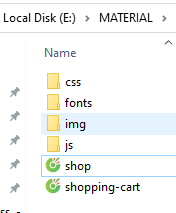 Local Disk (E:) > MATERIAL >
Name
css
fonts
img
js
shop
shopping-cart